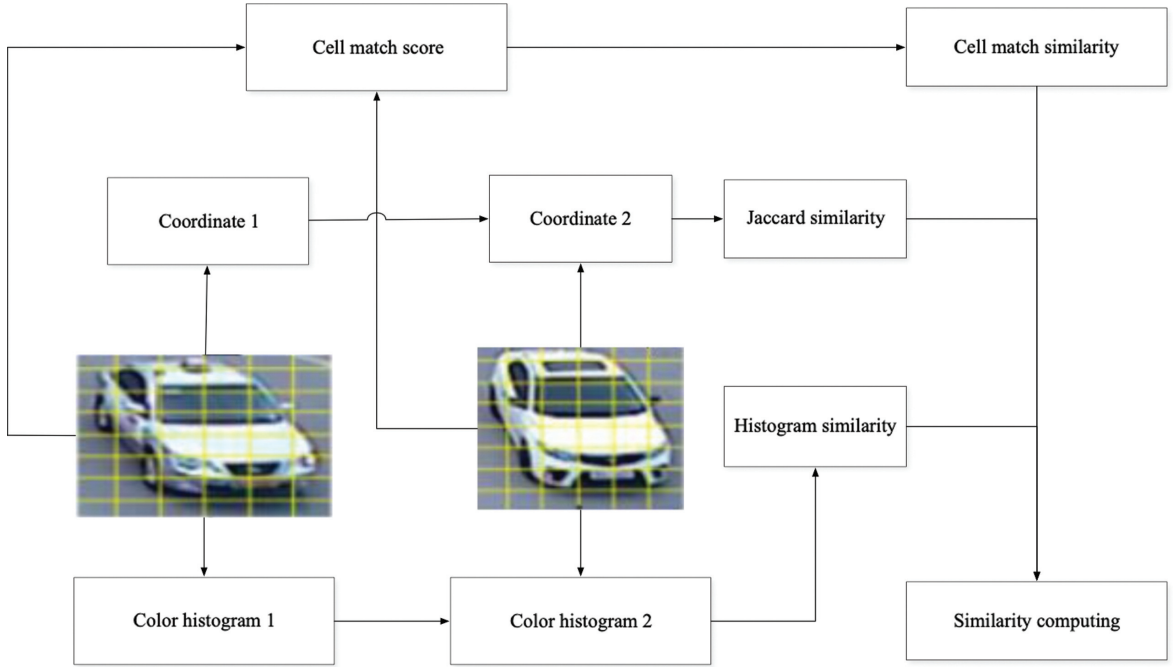 Cell match score
Cell match similarity
Coordinate 1
Coordinate 2
Jaccard similarity
Histogram similarity
Color histogram 1
Color histogram 2
Similarity computing